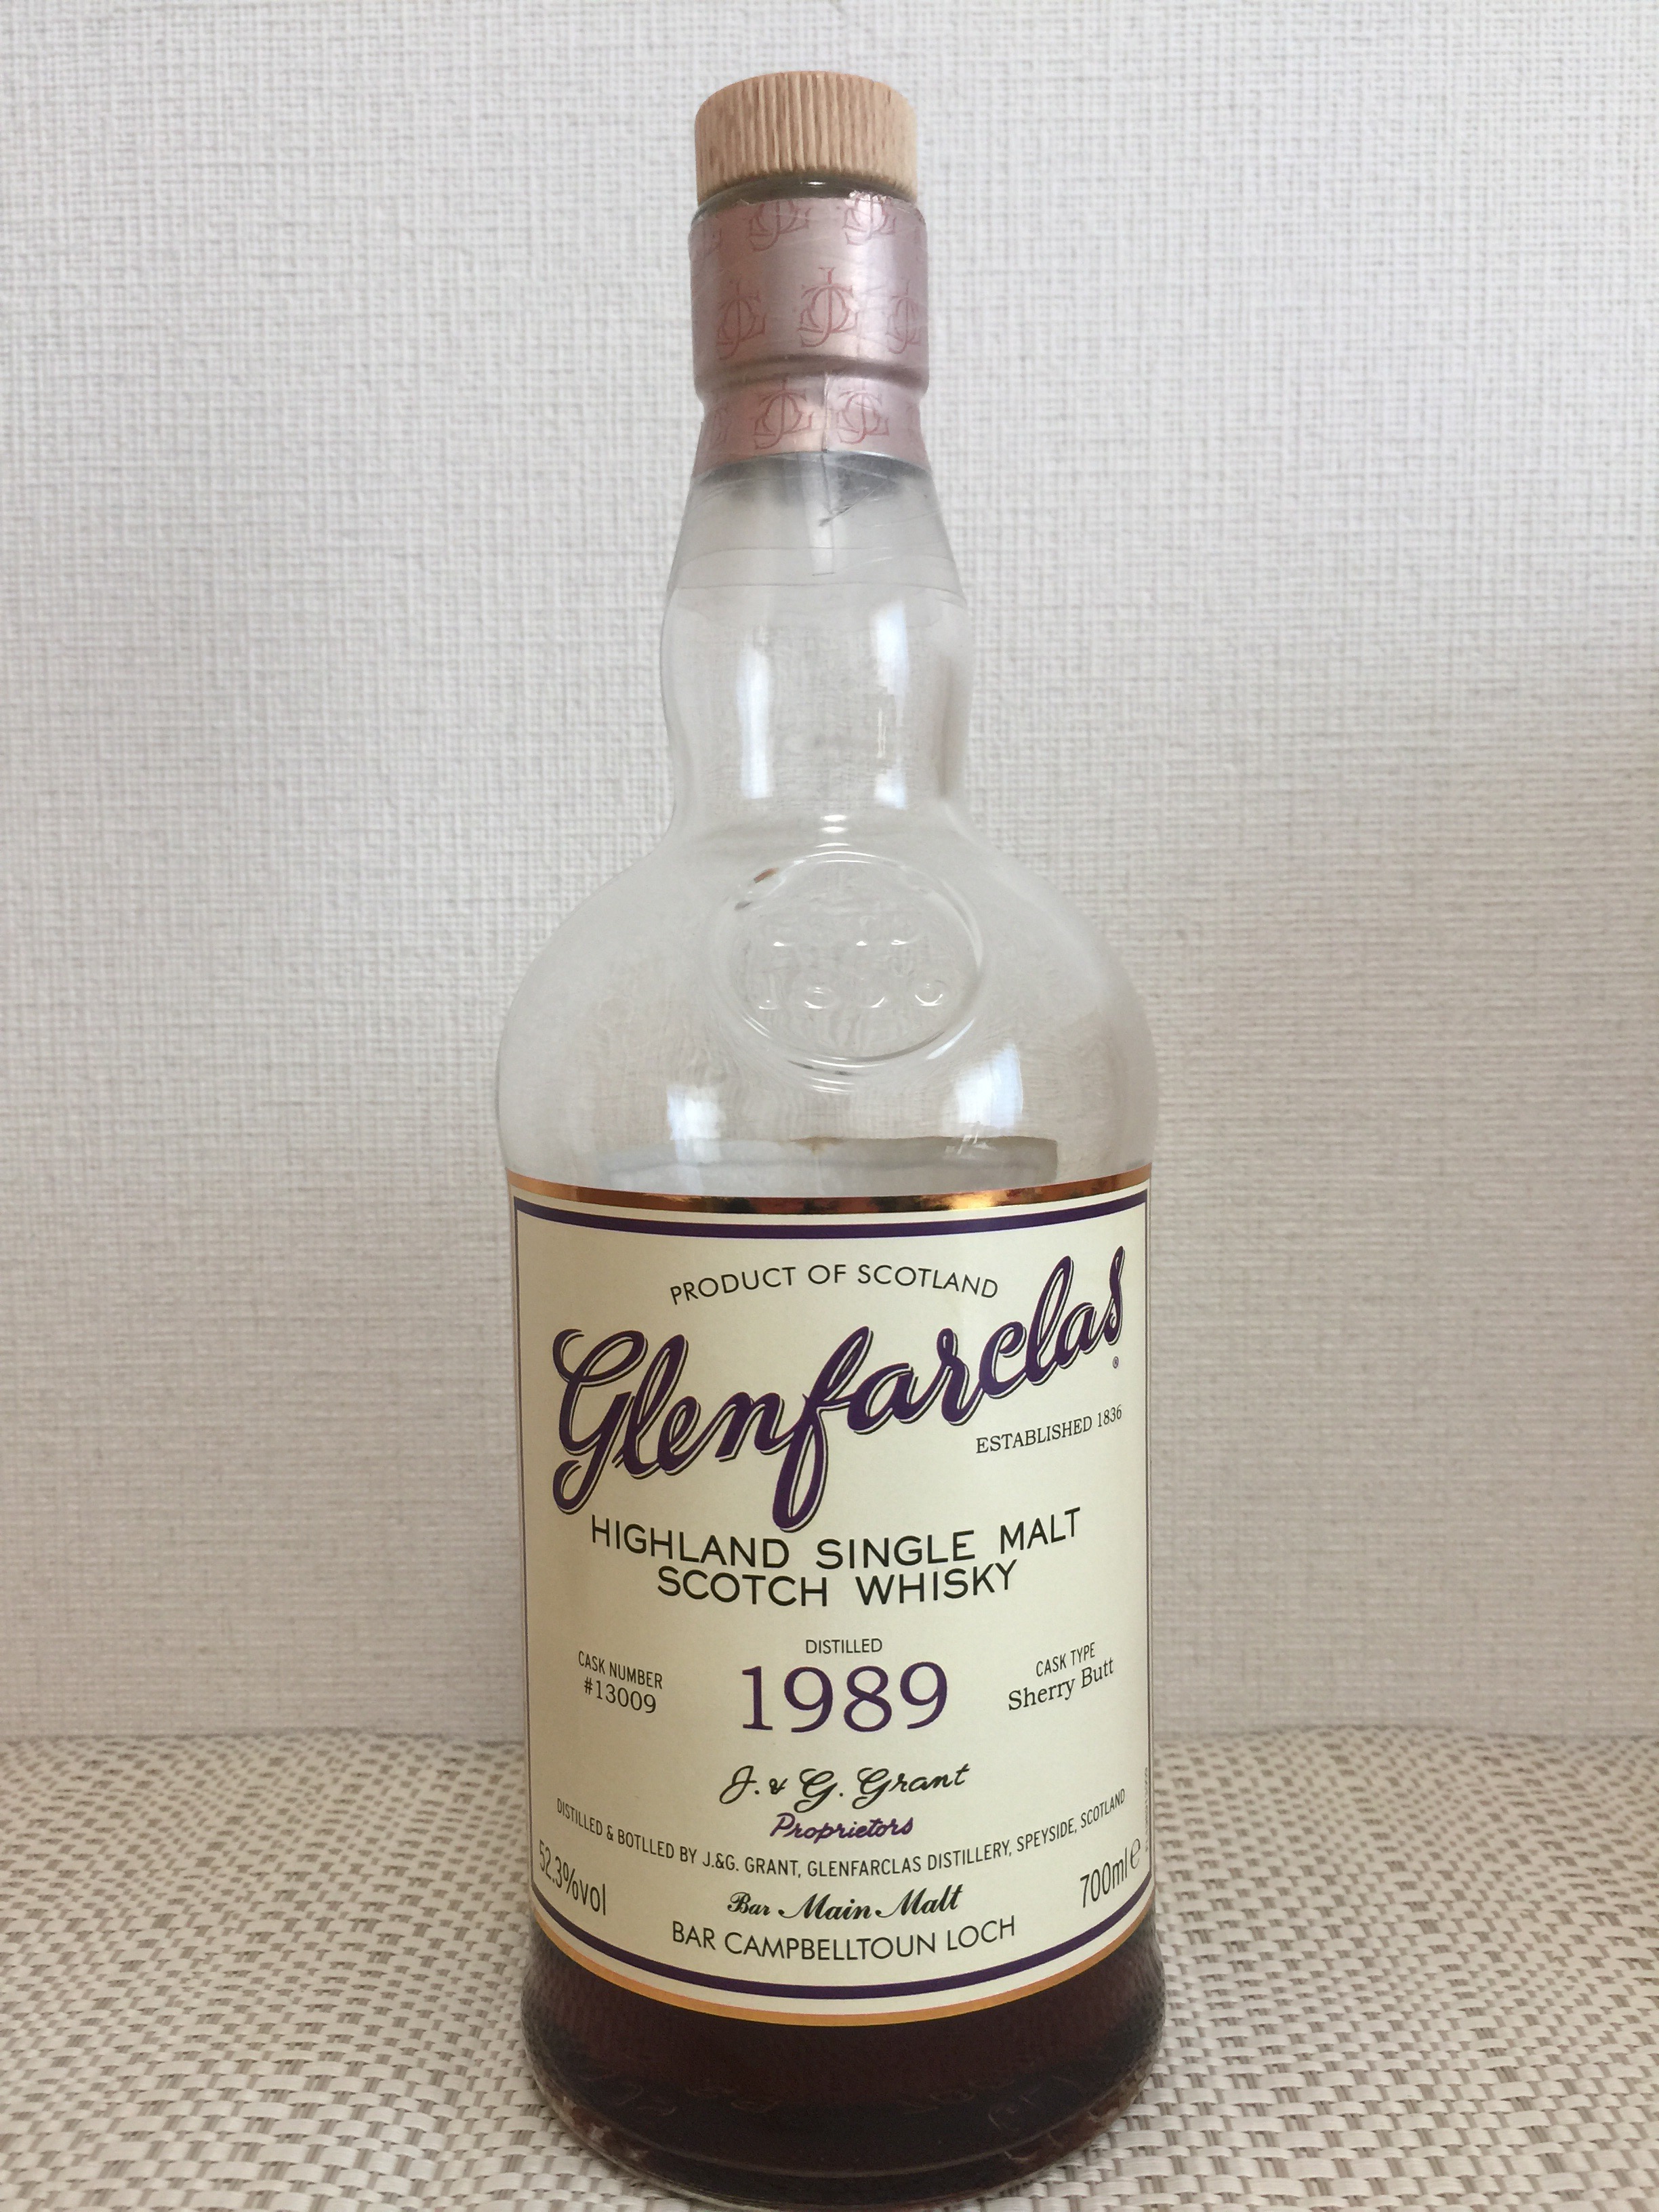 PRODUCT OF SCOTLAND
Glenfarclas®
ESTABLISHED 1836
HIGHLAND SINGLE MALT
SCOTCH WHISKY
DISTILLED
1989
CASK NUMBER
#13009
CASK TYPE
Sherry Butt
J. & G. Grant
Proprietors
DISTILLED & BOTLLED BY J.&G. GRANT, GLENFARCLAS DISTILLERY, SPEYSIDE, SCOTLAND
52.3%vol
700ml e
Bar Main Malt
BAR CAMPBELLTOUN LOCH